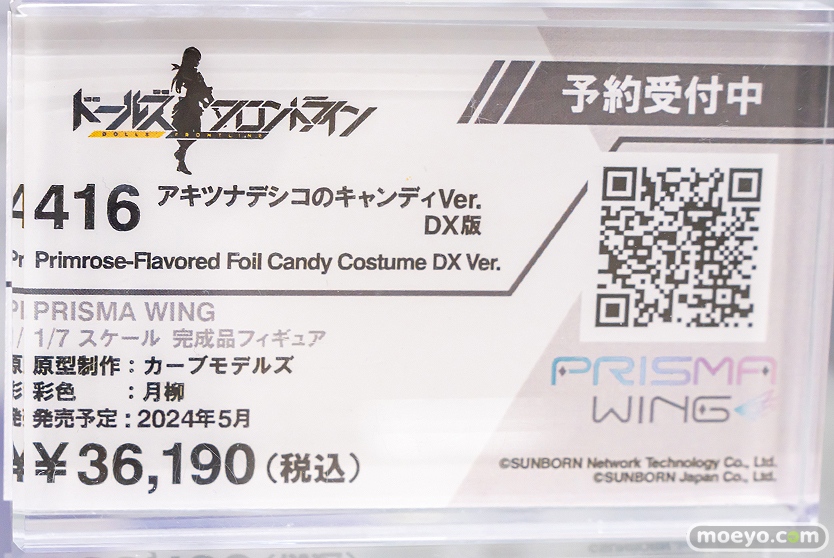 ドールズフロントライン
DOLLS FRONTLINE
予約受付中
416 アキツナデシコのキャンディVer.
DX版
Primrose-Flavored Foil Candy Costume DX Ver.
PRISMA WING
1/7 スケール 完成品フィギュア
原型制作：カーブモデルズ
彩色　　：月柳
発売予定：2024年5月
¥36,190（税込）
PRISMA
WING
©SUNBORN Network Technology Co., Ltd.
©SUNBORN Japan Co., Ltd.
moeyo.com